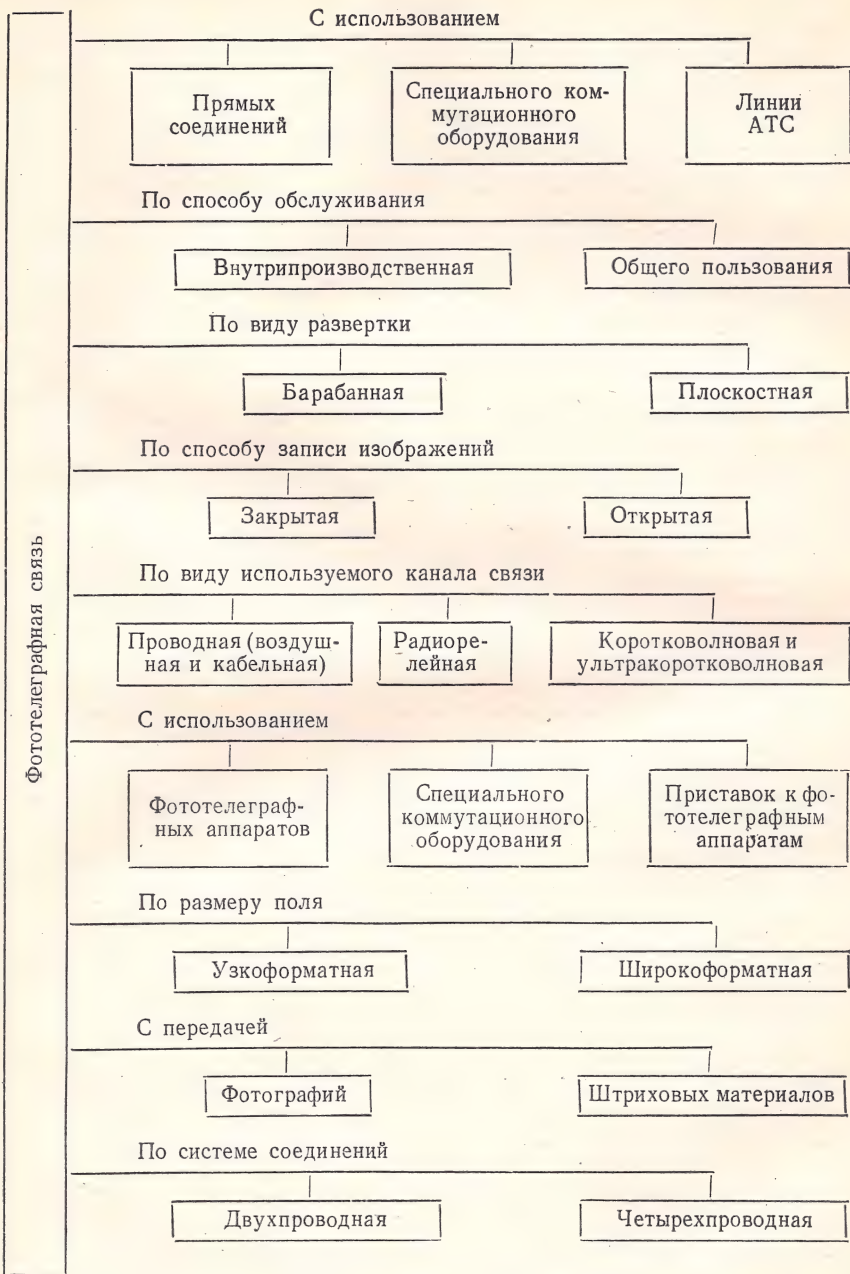 Фототелеграфная связь
С использованием
Прямых
соединений
Специального ком-
мутационного
оборудования
Линии
АТС
По способу обслуживания
Внутрипроизводственная
Общего пользования
По виду развертки
Барабанная
Плоскостная
По способу записи изображений
Закрытая
Открытая
По виду используемого канала связи
Проводная (воздуш-
ная и кабельная)
Радиоре-
лейная
Коротковолновая и
ультракоротковолновая
С использованием
Фототелеграф-
ных аппаратов
Специального
коммутационного
оборудования
Приставок к фо-
тотелеграфным
аппаратам
По размеру поля
Узкоформатная
Широкоформатная
С передачей
Фотографий
Штриховых материалов
По системе соединений
Двухпроводная
Четырехпроводная